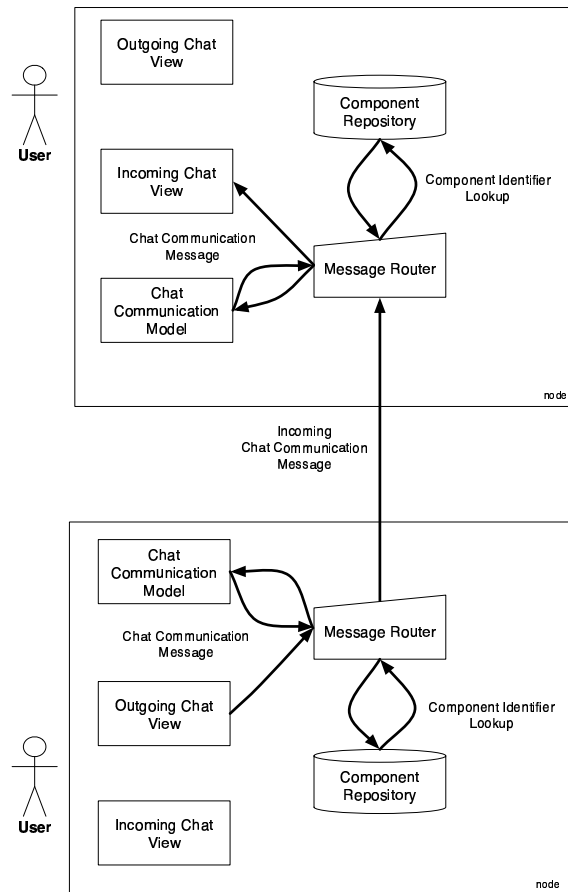 Outgoing Chat
View
Component
Repository
User
Incoming Chat
View
Component Identifier
Lookup
Chat Communication
Message
Message Router
Chat
Communication
Model
node
Incoming
Chat Communication
Message
Chat
Communication
Model
Message Router
Chat Communication
Message
Outgoing Chat
View
Component Identifier
Lookup
Component
Repository
User
Incoming Chat
View
node